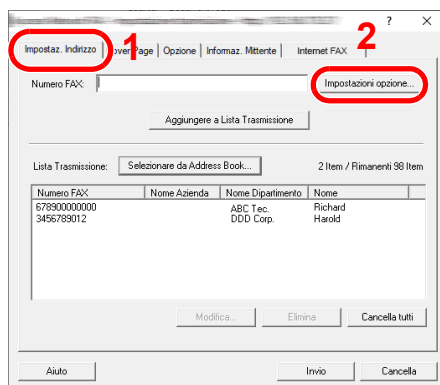 ? X
Impostaz. Indirizzo 1 over Page Opzione Informaz. Mittente Internet FAX 2
Numero FAX: Impostazioni opzione...
Aggiungere a Lista Trasmissione
Lista Trasmissione: Selezionare da Address Book... 2 Item / Rimanenti 98 Item
Numero FAX Nome Azienda Nome Dipartimento Nome
678900000000 ABC Tec. Richard
3456789012 DDD Corp. Harold
Modifica... Elimina Cancella tutti
Aiuto Invio Cancella